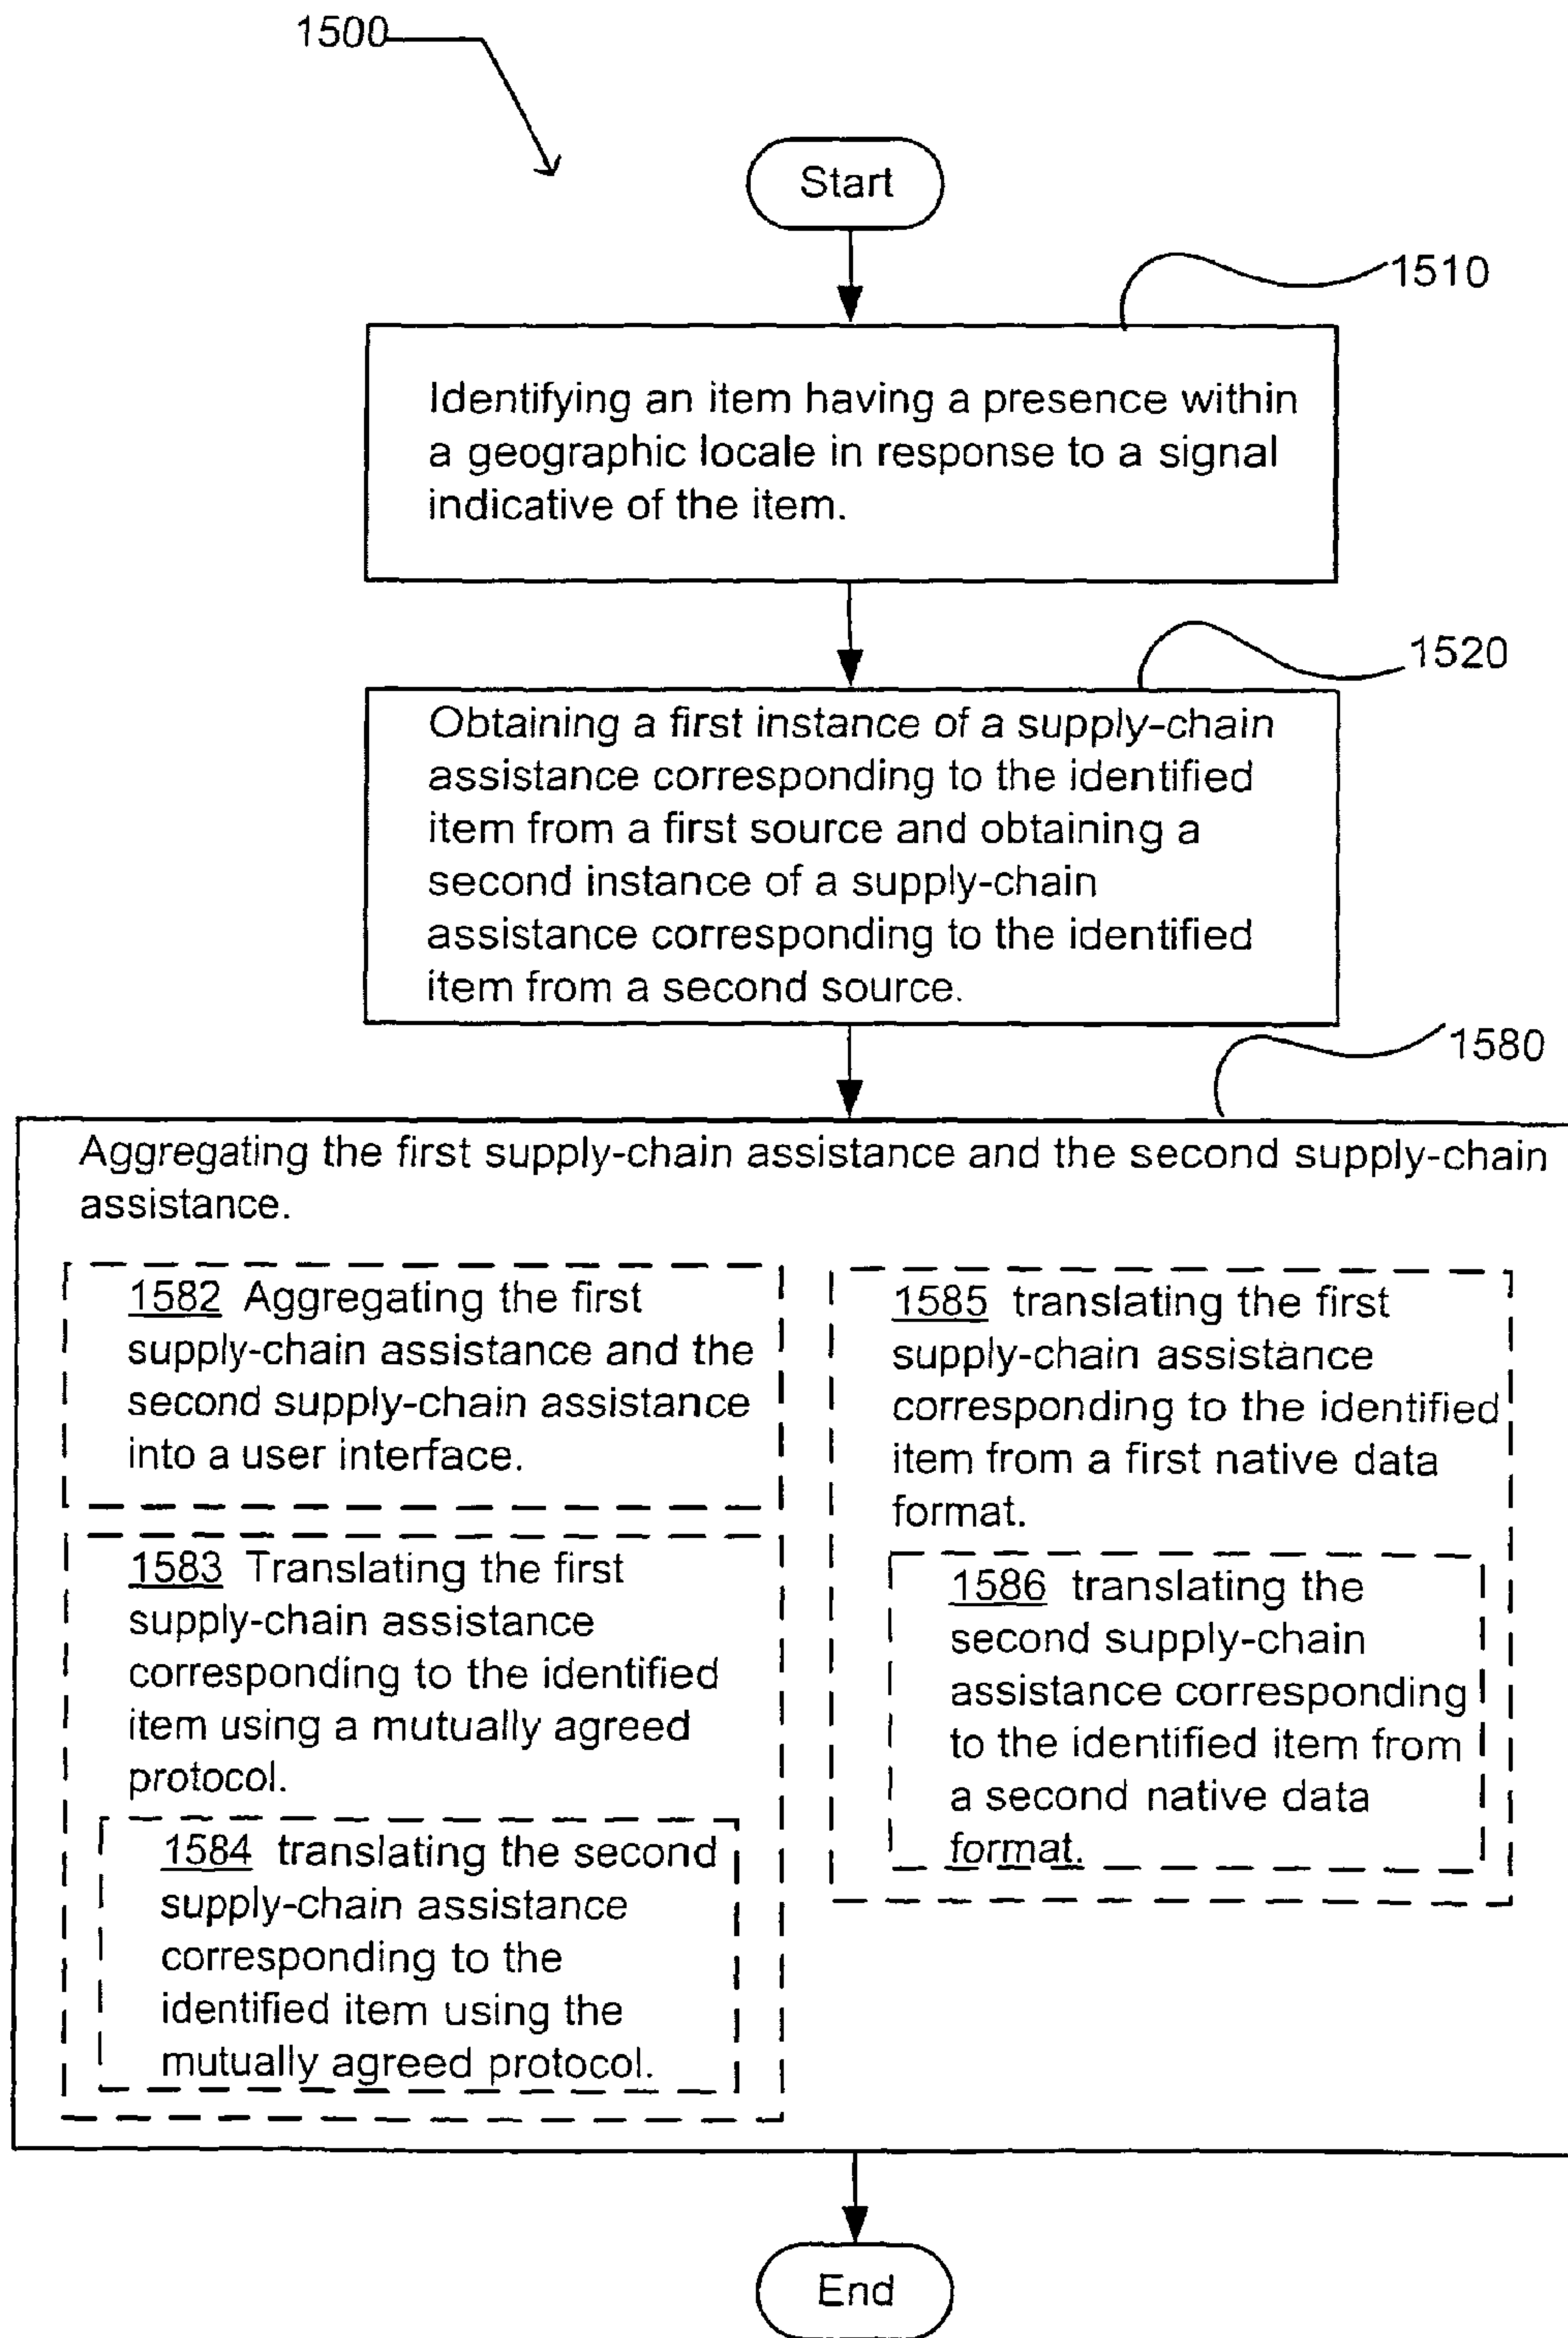 1500
Start
1510
Identifying an item having a presence within
a geographic locale in response to a signal
indicative of the item.
1520
Obtaining a first instance of a supply-chain
assistance corresponding to the identified
item from a first source and obtaining a
second instance of a supply-chain
assistance corresponding to the identified
item from a second source.
1580
Aggregating the first supply-chain assistance and the second supply-chain
assistance.
1582 Aggregating the first
supply-chain assistance and the
second supply-chain assistance
into a user interface.
1583 Translating the first
supply-chain assistance
corresponding to the identified
item using a mutually agreed
protocol.
1584 translating the second
supply-chain assistance
corresponding to the
identified item using the
mutually agreed protocol.
1585 translating the first
supply-chain assistance
corresponding to the identified
item from a first native data
format.
1586 translating the
second supply-chain
assistance corresponding
to the identified item from
a second native data
format.
End